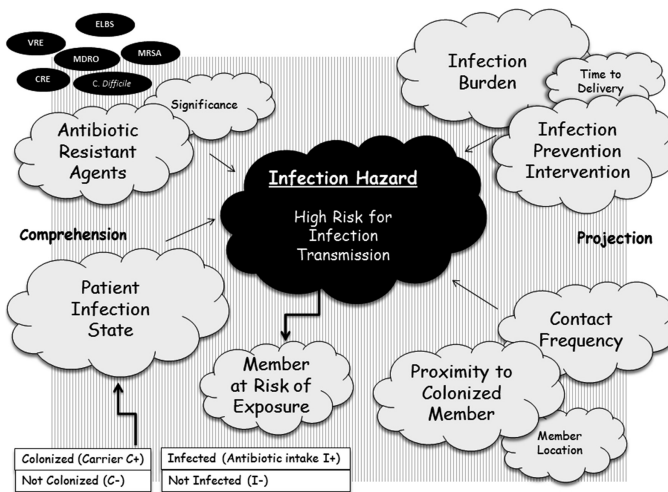 ELBS
VRE
MRSA
MDRO
CRE
C. Difficile
Significance
Antibiotic
Resistant
Agents
Infection
Burden
Time to
Delivery
Infection
Prevention
Intervention
Infection Hazard
High Risk for
Infection
Transmission
Comprehension
Projection
Patient
Infection
State
Member
at Risk of
Exposure
Contact
Frequency
Proximity to
Colonized
Member
Member
Location
Colonized (Carrier C+)
Not Colonized (C-)
Infected (Antibiotic intake I+)
Not Infected (I-)